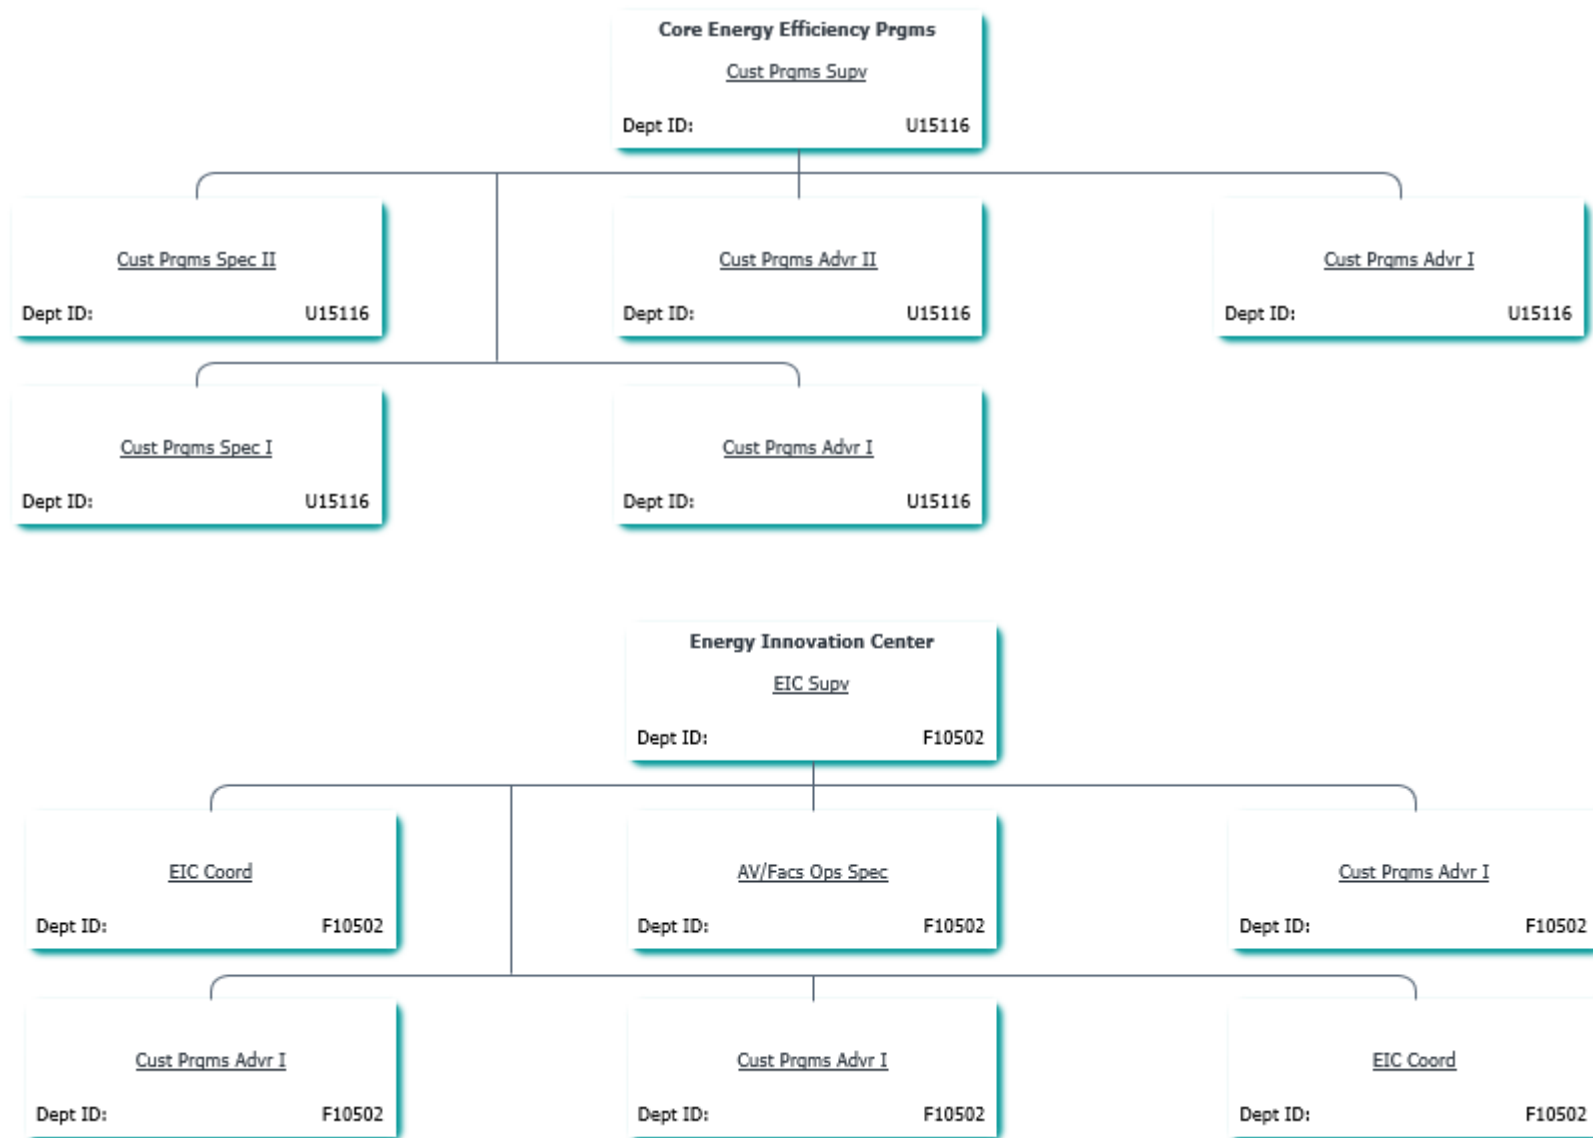 Core Energy Efficiency Prgms
Cust Prgms Supv
Dept ID: U15116
Cust Prgms Spec II
Dept ID: U15116
Cust Prgms Advr II
Dept ID: U15116
Cust Prgms Advr I
Dept ID: U15116
Cust Prgms Spec I
Dept ID: U15116
Cust Prgms Advr I
Dept ID: U15116
Energy Innovation Center
EIC Supv
Dept ID: F10502
EIC Coord
Dept ID: F10502
AV/Facs Ops Spec
Dept ID: F10502
Cust Prgms Advr I
Dept ID: F10502
Cust Prgms Advr I
Dept ID: F10502
Cust Prgms Advr I
Dept ID: F10502
EIC Coord
Dept ID: F10502